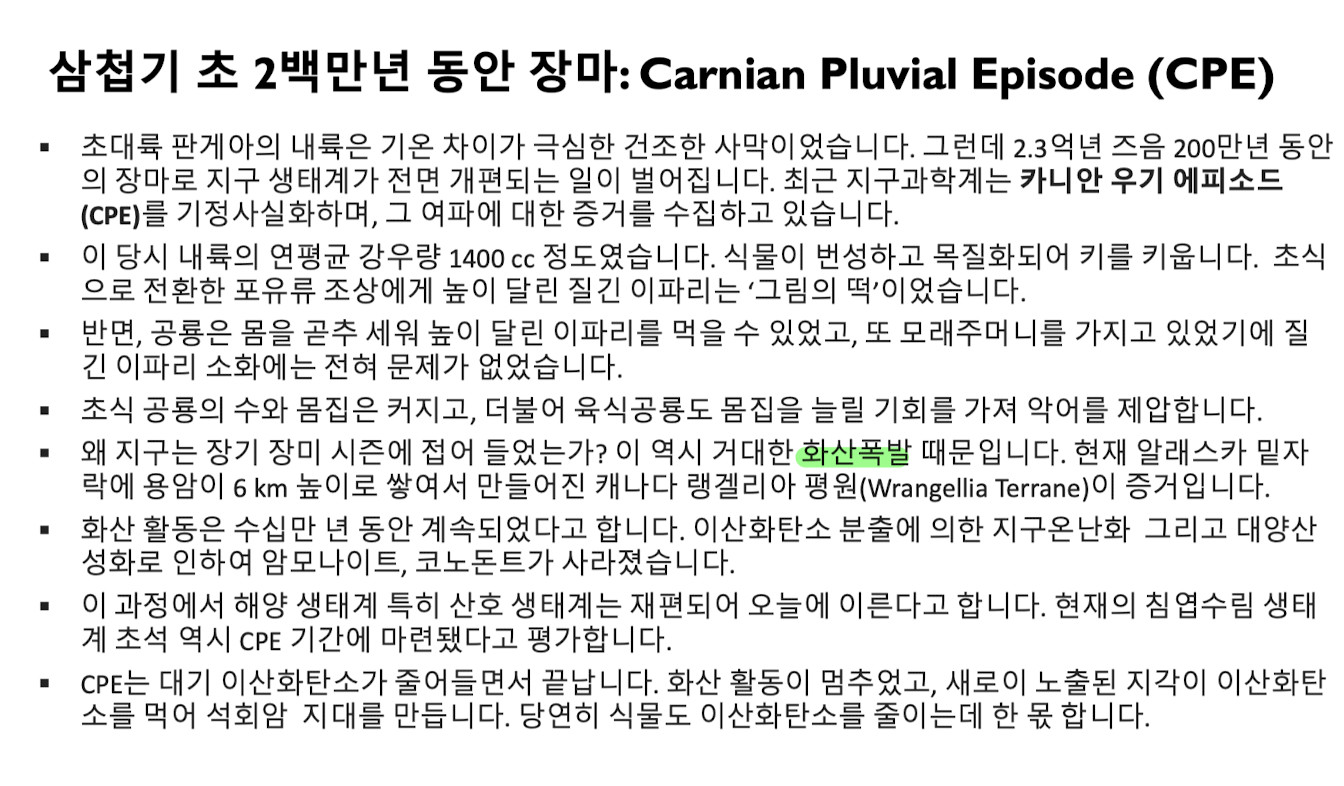 삼첩기 초 2백만년 동안 장마: Carnian Pluvial Episode (CPE)
▪ 초대륙 판게아의 내륙은 기온 차이가 극심한 건조한 사막이었습니다. 그런데 2.3억년 즈음 200만년 동안
의 장마로 지구 생태계가 전면 개편되는 일이 벌어집니다. 최근 지구과학계는 카니안 우기 에피소드
(CPE)를 기정사실화하며, 그 여파에 대한 증거를 수집하고 있습니다.
▪ 이 당시 내륙의 연평균 강우량 1400 cc 정도였습니다. 식물이 번성하고 목질화되어 키를 키웁니다. 초식
으로 전환한 포유류 조상에게 높이 달린 질긴 이파리는 ‘그림의 떡’이었습니다.
▪ 반면, 공룡은 몸을 곧추 세워 높이 달린 이파리를 먹을 수 있었고, 또 모래주머니를 가지고 있었기에 질
긴 이파리 소화에는 전혀 문제가 없었습니다.
▪ 초식 공룡의 수와 몸집은 커지고, 더불어 육식공룡도 몸집을 늘릴 기회를 가져 악어를 제압합니다.
▪ 왜 지구는 장기 장미 시즌에 접어 들었는가? 이 역시 거대한 화산폭발 때문입니다. 현재 알래스카 밑자
락에 용암이 6 km 높이로 쌓여서 만들어진 캐나다 랭겔리아 평원(Wrangellia Terrane)이 증거입니다.
▪ 화산 활동은 수십만 년 동안 계속되었다고 합니다. 이산화탄소 분출에 의한 지구온난화 그리고 대양산
성화로 인하여 암모나이트, 코노돈트가 사라졌습니다.
▪ 이 과정에서 해양 생태계 특히 산호 생태계는 재편되어 오늘에 이른다고 합니다. 현재의 침엽수림 생태
계 초석 역시 CPE 기간에 마련됐다고 평가합니다.
▪ CPE는 대기 이산화탄소가 줄어들면서 끝납니다. 화산 활동이 멈추었고, 새로이 노출된 지각이 이산화탄
소를 먹어 석회암 지대를 만듭니다. 당연히 식물도 이산화탄소를 줄이는데 한 몫 합니다.